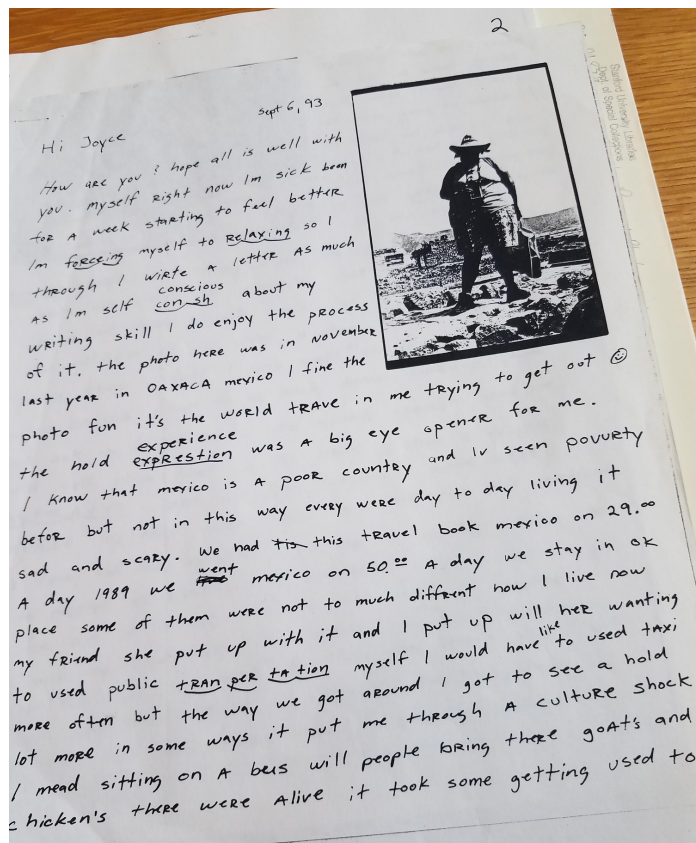 2
Stanford University Libraries
Dept. of Special Collections
Sept 6, 93
Hi Joyce
How are you? hope all is well with
you. myself Right now Im sick been
for a week starting to feel better
Im forceing myself to Relaxing so I
through I wirte a letter As much
As Im self conscious con sh about my
writing skill I do enjoy the process
of it. the photo here was in November
last year in OAXACA mexico I fine the
photo fun it's the world trave in me trying to get out ☺
the hold experience exprestion was a big eye opener for me.
I know that mexico is a poor country and Iv seen povurty
befor but not in this way every were day to day living it
sad and scary. We had tis this travel book mexico on 29.00
A day 1989 we went mexico on 50.00 A day we stay in ok
place some of them were not to much diffrent how I live now
my friend she put up with it and I put up will her wanting
to used public tran per ta tion myself I would have like to used taxi
more often but the way we got around I got to see a hold
lot more in some ways it put me through A culture shock
I mead sitting on A bus will people bring there goat's and
chicken's there were Alive it took some getting used to